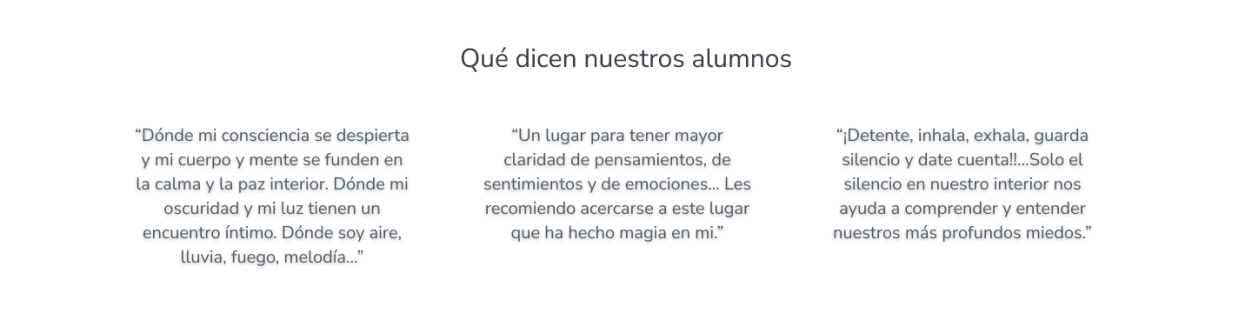 Qué dicen nuestros alumnos
“Dónde mi consciencia se despierta
y mi cuerpo y mente se funden en
la calma y la paz interior. Dónde mi
oscuridad y mi luz tienen un
encuentro íntimo. Dónde soy aire,
lluvia, fuego, melodía...”
“Un lugar para tener mayor
claridad de pensamientos, de
sentimientos y de emociones... Les
recomiendo acercarse a este lugar
que ha hecho magia en mi.”
“¡Detente, inhala, exhala, guarda
silencio y date cuenta!!...Solo el
silencio en nuestro interior nos
ayuda a comprender y entender
nuestros más profundos miedos.”